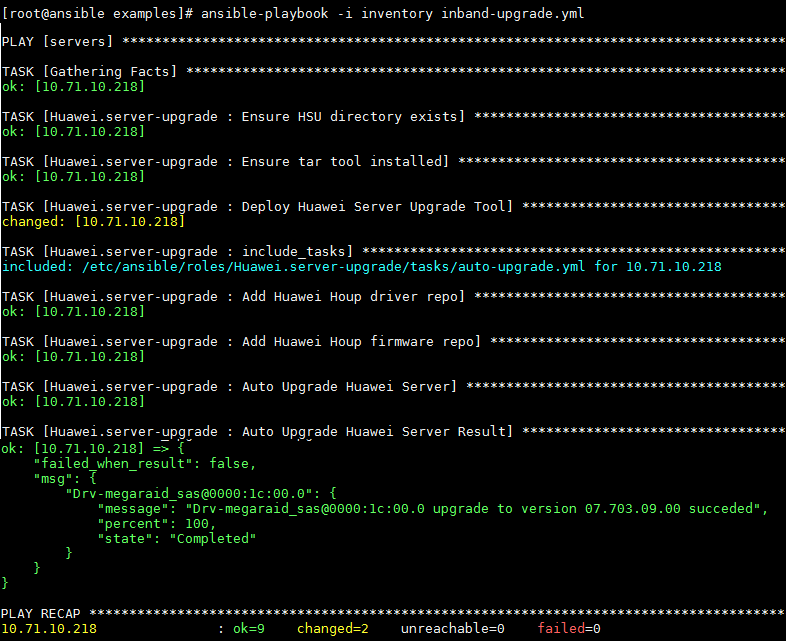 [root@ansible examples]# ansible-playbook -i inventory inband-upgrade.yml
PLAY [servers] ***********************************************************************************
TASK [Gathering Facts] ***************************************************************************
ok: [10.71.10.218]
TASK [Huawei.server-upgrade : Ensure HSU directory exists] ***************************************
ok: [10.71.10.218]
TASK [Huawei.server-upgrade : Ensure tar tool installed] *****************************************
ok: [10.71.10.218]
TASK [Huawei.server-upgrade : Deploy Huawei Server Upgrade Tool] *********************************
changed: [10.71.10.218]
TASK [Huawei.server-upgrade : include_tasks] *****************************************************
included: /etc/ansible/roles/Huawei.server-upgrade/tasks/auto-upgrade.yml for 10.71.10.218
TASK [Huawei.server-upgrade : Add Huawei Houp driver repo] ***************************************
ok: [10.71.10.218]
TASK [Huawei.server-upgrade : Add Huawei Houp firmware repo] *************************************
ok: [10.71.10.218]
TASK [Huawei.server-upgrade : Auto Upgrade Huawei Server] ****************************************
ok: [10.71.10.218]
TASK [Huawei.server-upgrade : Auto Upgrade Huawei Server Result] *********************************
ok: [10.71.10.218] => {
    "failed_when_result": false,
    "msg": {
        "Drv-megaraid_sas@0000:1c:00.0": {
            "message": "Drv-megaraid_sas@0000:1c:00.0 upgrade to version 07.703.09.00 succeded",
            "percent": 100,
            "state": "Completed"
        }
    }
}
PLAY RECAP ***************************************************************************************
10.71.10.218               : ok=9    changed=2    unreachable=0    failed=0